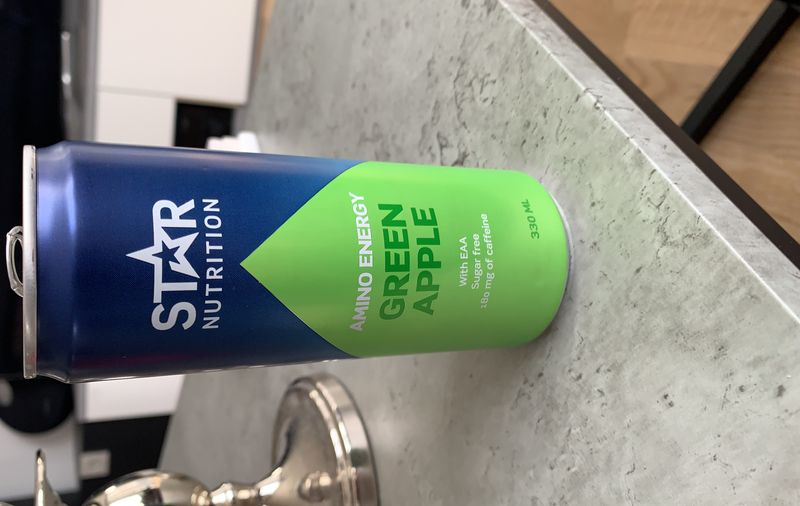 STAR
NUTRITION
AMINO ENERGY
GREEN
APPLE
With EAA
Sugar free
180 mg of caffeine
330 ML